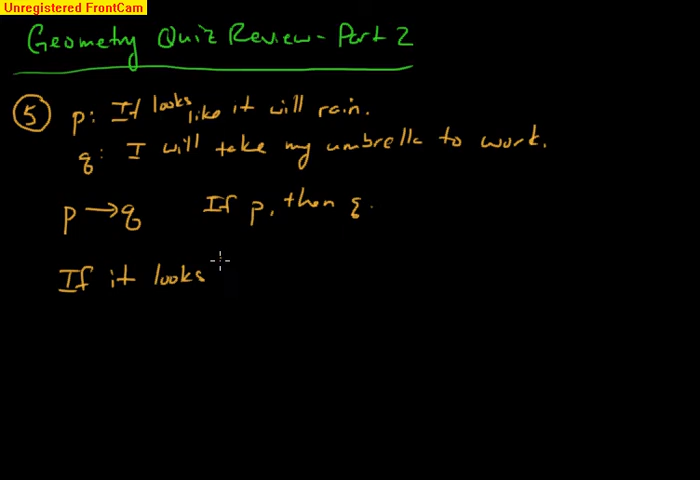 Unregistered FrontCam
Geometry Quiz Review - Part 2
5 p: It looks like it will rain.
q: I will take my umbrella to work.
p → q If p, then q.
If it looks